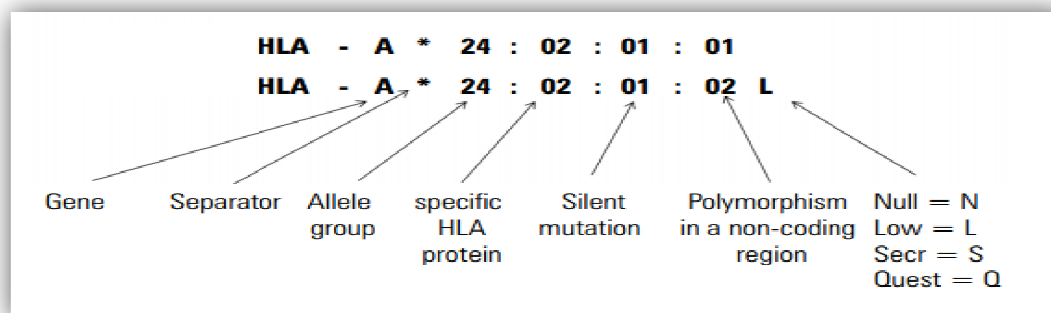 HLA - A * 24 : 02 : 01 : 01
HLA - A * 24 : 02 : 01 : 02 L
Gene Separator Allele specific Silent Polymorphism Null = N
group HLA mutation in a non-coding Low = L
protein region Secr = S
Quest = Q